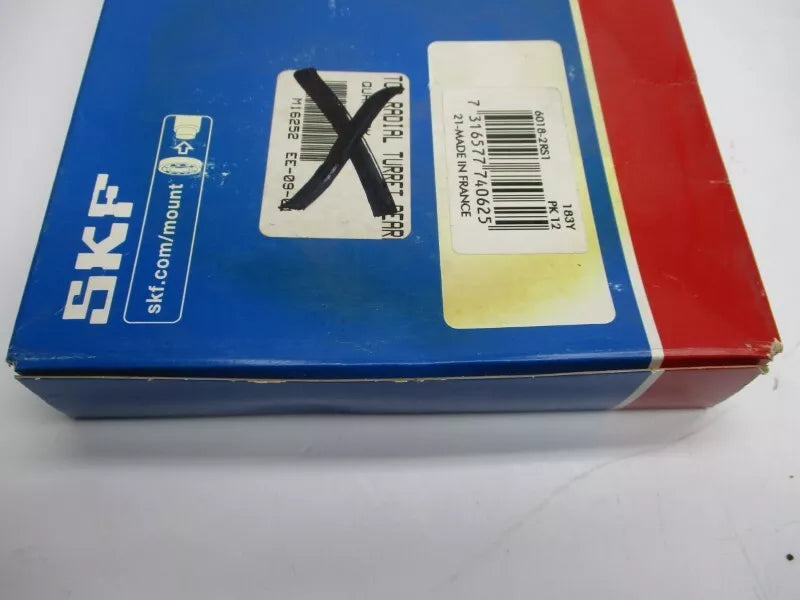 SKF
skf.com/mount
TOP RADIAL TURRET BEAR
M16252 EE-09-
6018-2RS1
183Y
PK 12
7 316577 740625
21-MADE IN FRANCE